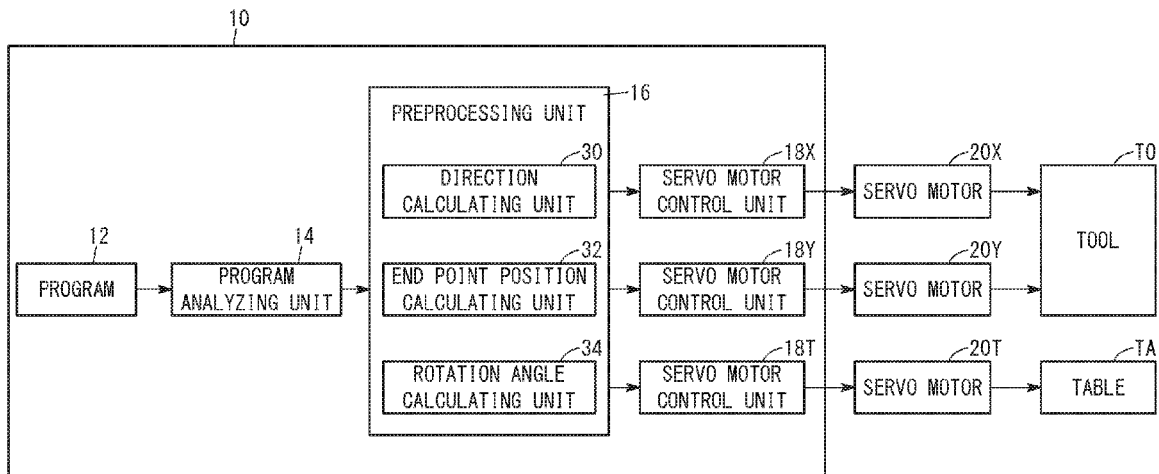 10
16
PREPROCESSING UNIT
30
18X
20X
TO
DIRECTION
CALCULATING UNIT
SERVO MOTOR
CONTROL UNIT
SERVO MOTOR
TOOL
12
14
32
18Y
20Y
PROGRAM
PROGRAM
ANALYZING UNIT
END POINT POSITION
CALCULATING UNIT
SERVO MOTOR
CONTROL UNIT
SERVO MOTOR
34
18T
20T
TA
ROTATION ANGLE
CALCULATING UNIT
SERVO MOTOR
CONTROL UNIT
SERVO MOTOR
TABLE